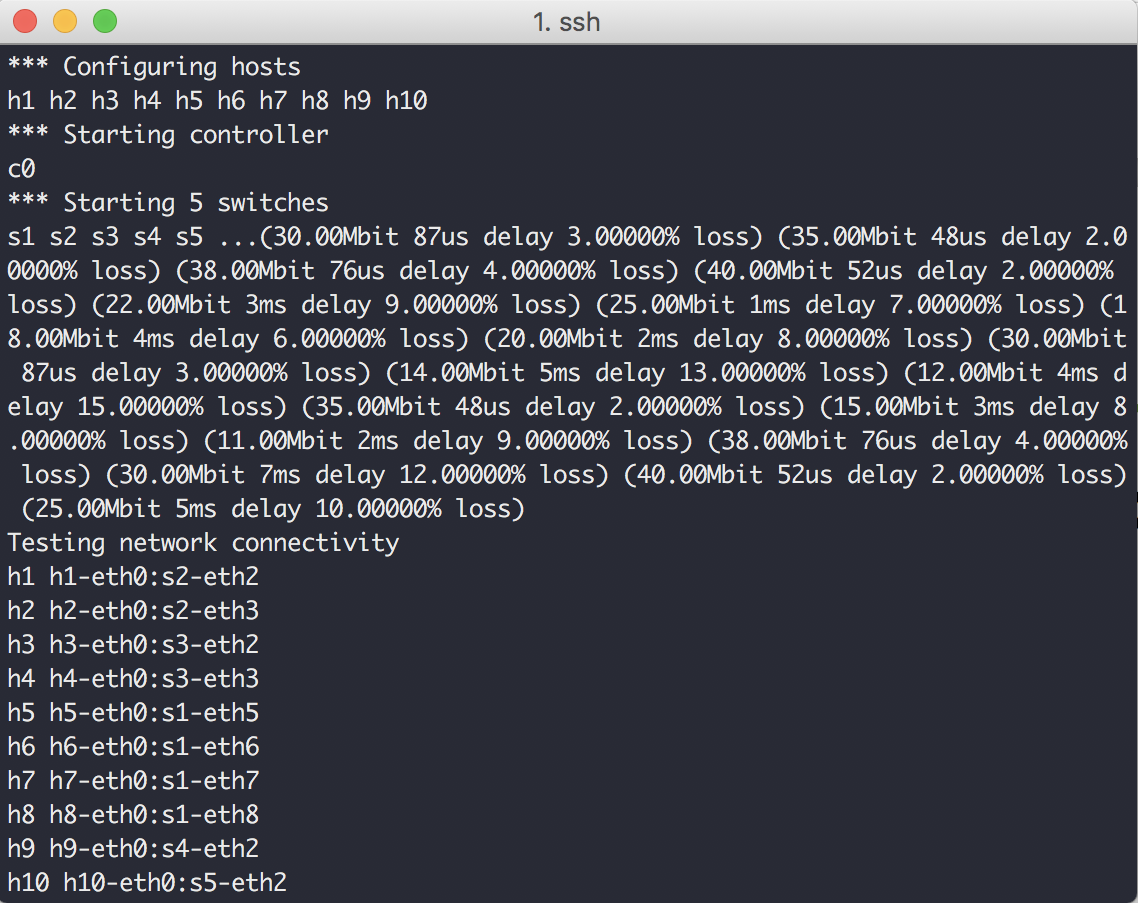 1. ssh
*** Configuring hosts
h1 h2 h3 h4 h5 h6 h7 h8 h9 h10
*** Starting controller
c0
*** Starting 5 switches
s1 s2 s3 s4 s5 ...(30.00Mbit 87us delay 3.00000% loss) (35.00Mbit 48us delay 2.0
0000% loss) (38.00Mbit 76us delay 4.00000% loss) (40.00Mbit 52us delay 2.00000%
loss) (22.00Mbit 3ms delay 9.00000% loss) (25.00Mbit 1ms delay 7.00000% loss) (1
8.00Mbit 4ms delay 6.00000% loss) (20.00Mbit 2ms delay 8.00000% loss) (30.00Mbit
 87us delay 3.00000% loss) (14.00Mbit 5ms delay 13.00000% loss) (12.00Mbit 4ms d
elay 15.00000% loss) (35.00Mbit 48us delay 2.00000% loss) (15.00Mbit 3ms delay 8
.00000% loss) (11.00Mbit 2ms delay 9.00000% loss) (38.00Mbit 76us delay 4.00000%
 loss) (30.00Mbit 7ms delay 12.00000% loss) (40.00Mbit 52us delay 2.00000% loss)
 (25.00Mbit 5ms delay 10.00000% loss)
Testing network connectivity
h1 h1-eth0:s2-eth2
h2 h2-eth0:s2-eth3
h3 h3-eth0:s3-eth2
h4 h4-eth0:s3-eth3
h5 h5-eth0:s1-eth5
h6 h6-eth0:s1-eth6
h7 h7-eth0:s1-eth7
h8 h8-eth0:s1-eth8
h9 h9-eth0:s4-eth2
h10 h10-eth0:s5-eth2